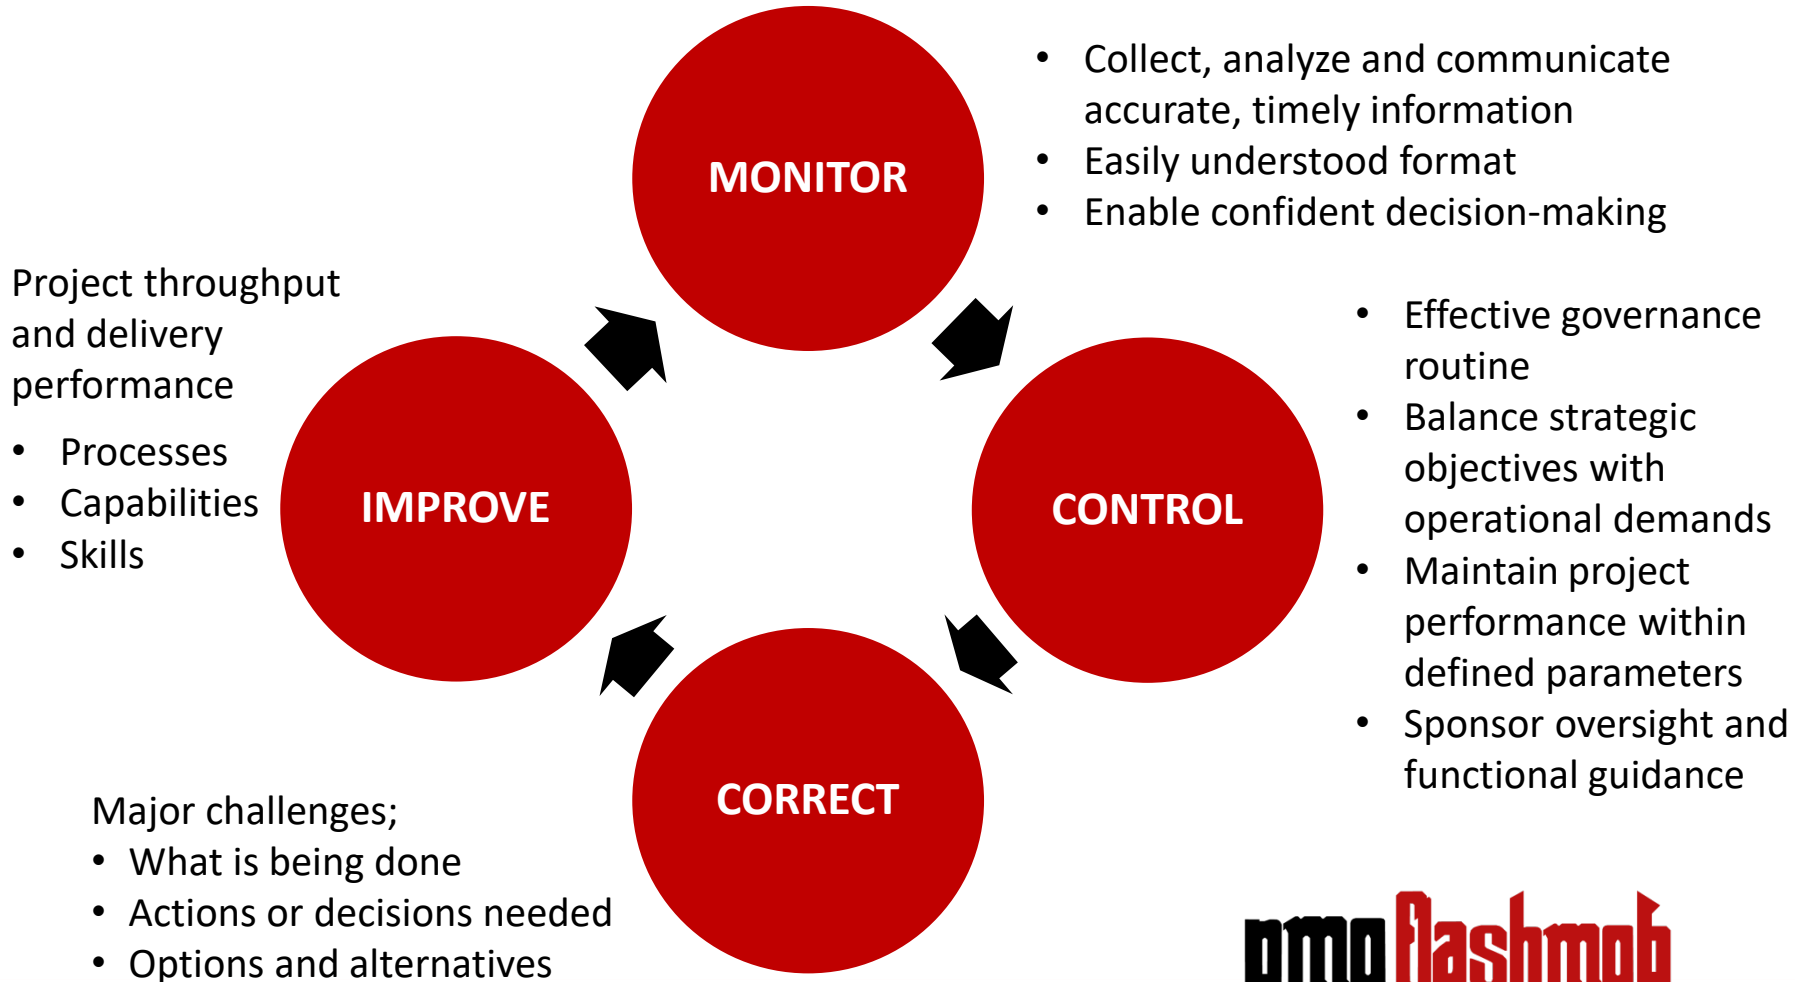 MONITOR
• Collect, analyze and communicate
accurate, timely information
• Easily understood format
• Enable confident decision-making
CONTROL
• Effective governance
routine
• Balance strategic
objectives with
operational demands
• Maintain project
performance within
defined parameters
• Sponsor oversight and
functional guidance
CORRECT
Major challenges;
• What is being done
• Actions or decisions needed
• Options and alternatives
IMPROVE
Project throughput
and delivery
performance
• Processes
• Capabilities
• Skills
pmo flashmob